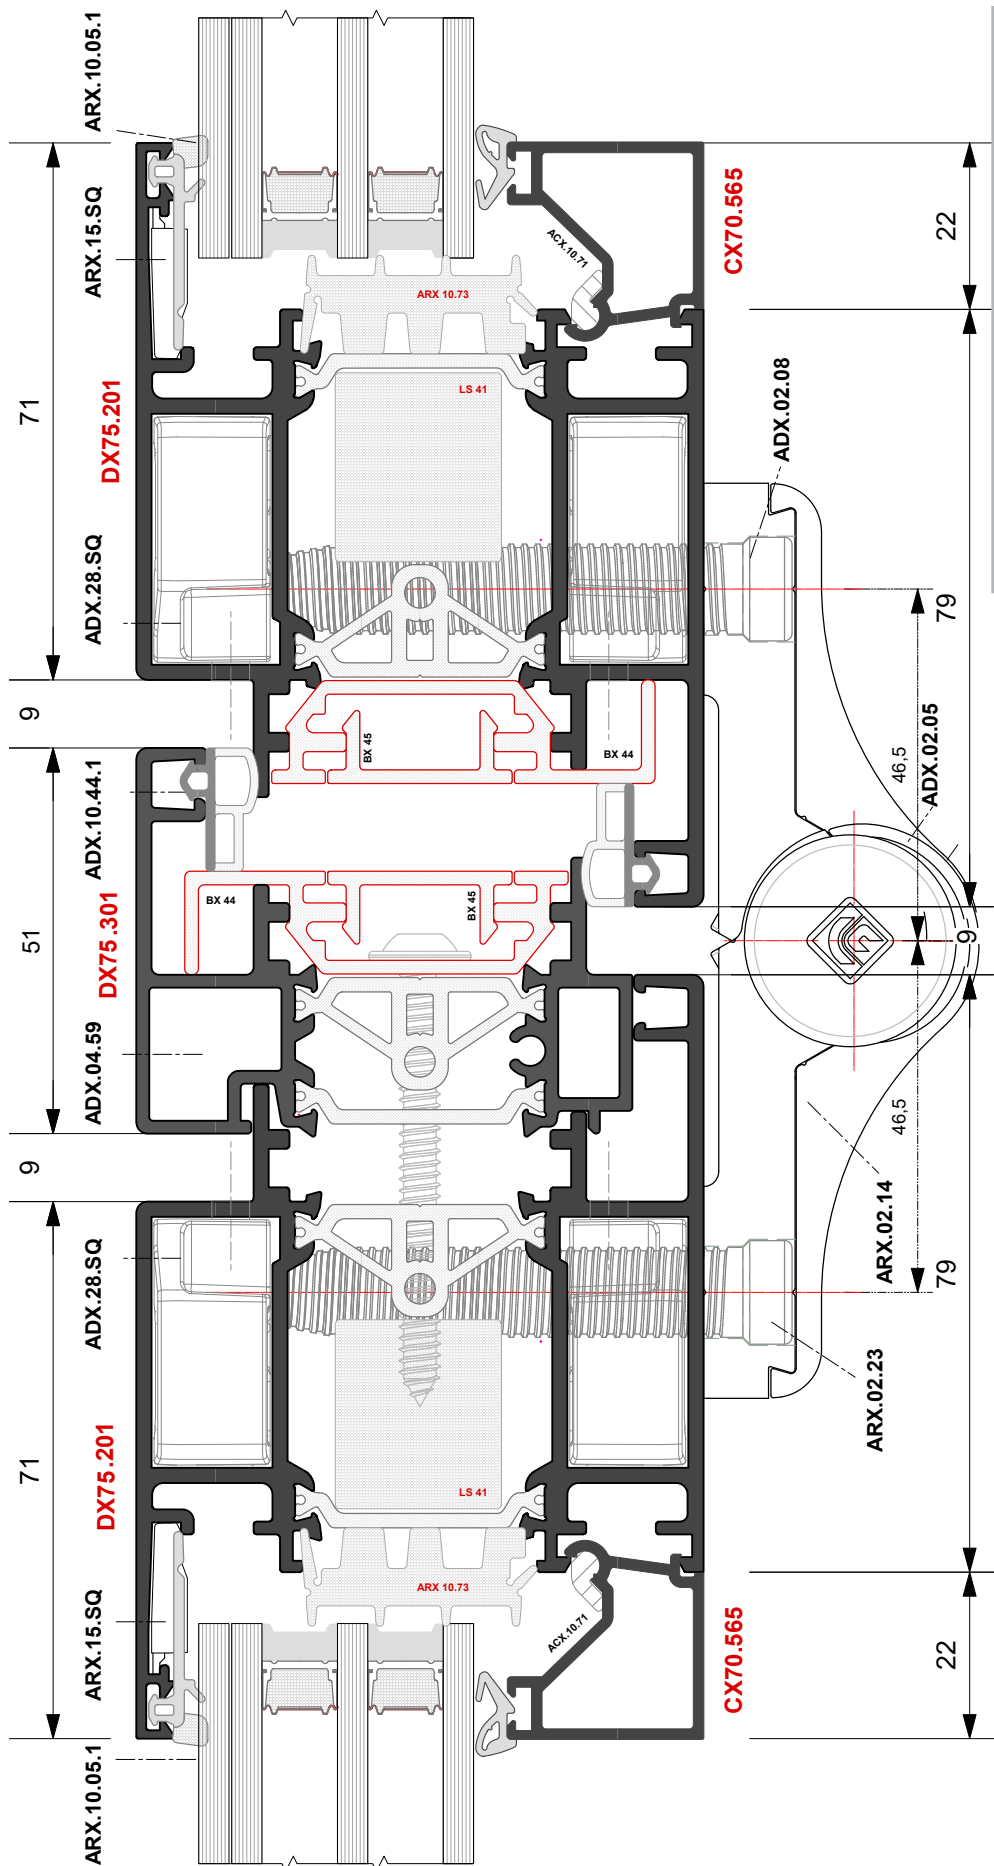 ARX.10.05.1
ARX.15.SQ
71
DX75.201
ADX.28.SQ
9
ADX.10.44.1
51
DX75.301
ADX.04.59
9
ADX.28.SQ
DX75.201
71
ARX.15.SQ
ARX.10.05.1
ARX 10.73
LS 41
BX 45
BX 44
BX 44
BX 45
LS 41
ARX 10.73
ACX.10.71
ACX.10.71
CX70.565
22
ADX.02.08
79
ADX.02.05
46,5
9
46,5
ARX.02.14
79
ARX.02.23
CX70.565
22